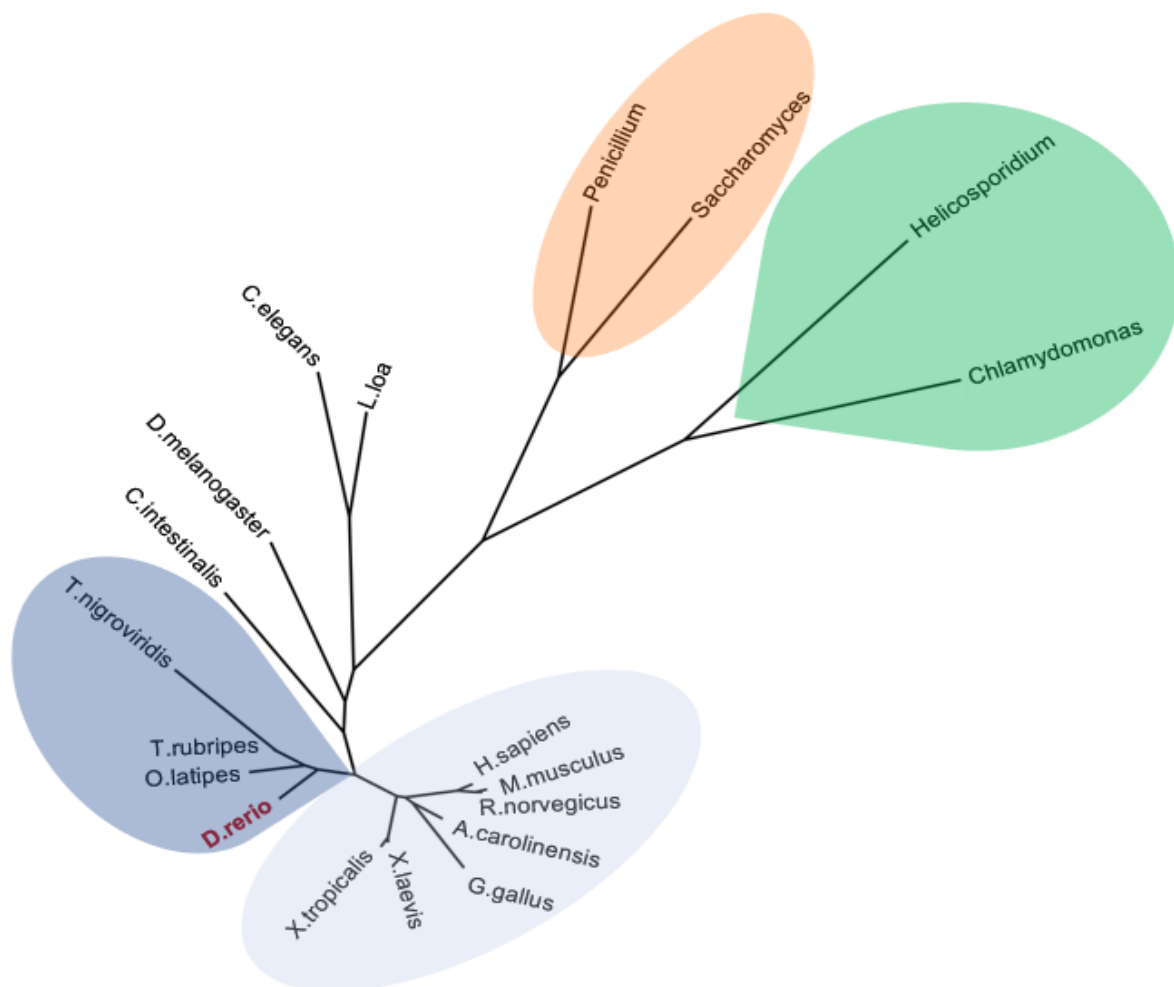 Penicillium
Saccharomyces
Helicosporidium
Chlamydomonas
C.elegans
L.loa
D.melanogaster
C.intestinalis
T.nigroviridis
T.rubripes
O.latipes
D.rerio
H.sapiens
M.musculus
R.norvegicus
A.carolinensis
G.gallus
X.laevis
X.tropicalis